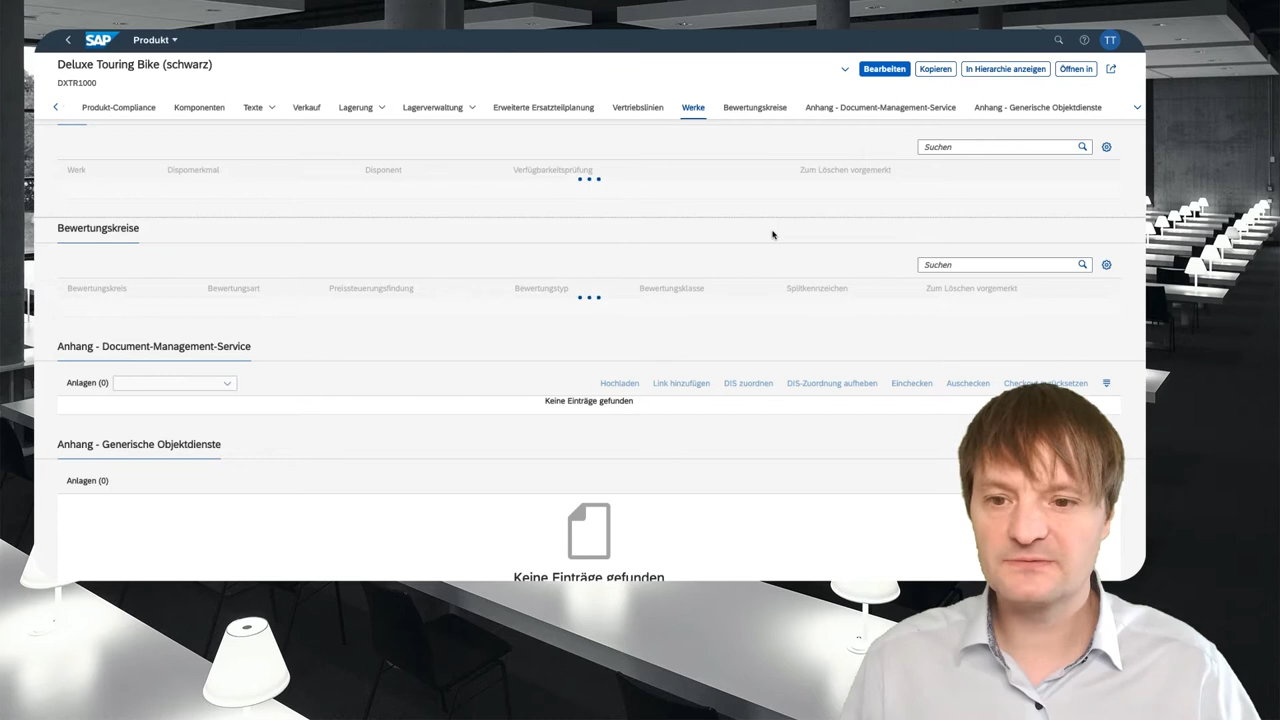 SAP Produkt
TT
Deluxe Touring Bike (schwarz)
DXTR1000
Bearbeiten Kopieren In Hierarchie anzeigen Öffnen in
Produkt-Compliance Komponenten Texte Verkauf Lagerung Lagerverwaltung Erweiterte Ersatzteilplanung Vertriebslinien Werke Bewertungskreise Anhang - Document-Management-Service Anhang - Generische Objektdienste
Suchen
Werk Dispomerkmal Disponent Verfügbarkeitsprüfung Zum Löschen vorgemerkt
Bewertungskreise
Suchen
Bewertungskreis Bewertungsart Preissteuerungsfindung Bewertungstyp Bewertungsklasse Splitkennzeichen Zum Löschen vorgemerkt
Anhang - Document-Management-Service
Anlagen (0) Hochladen Link hinzufügen DIS zuordnen DIS-Zuordnung aufheben Einchecken Auschecken Checkout zurücksetzen
Keine Einträge gefunden
Anhang - Generische Objektdienste
Anlagen (0)
Keine Einträge gefunden